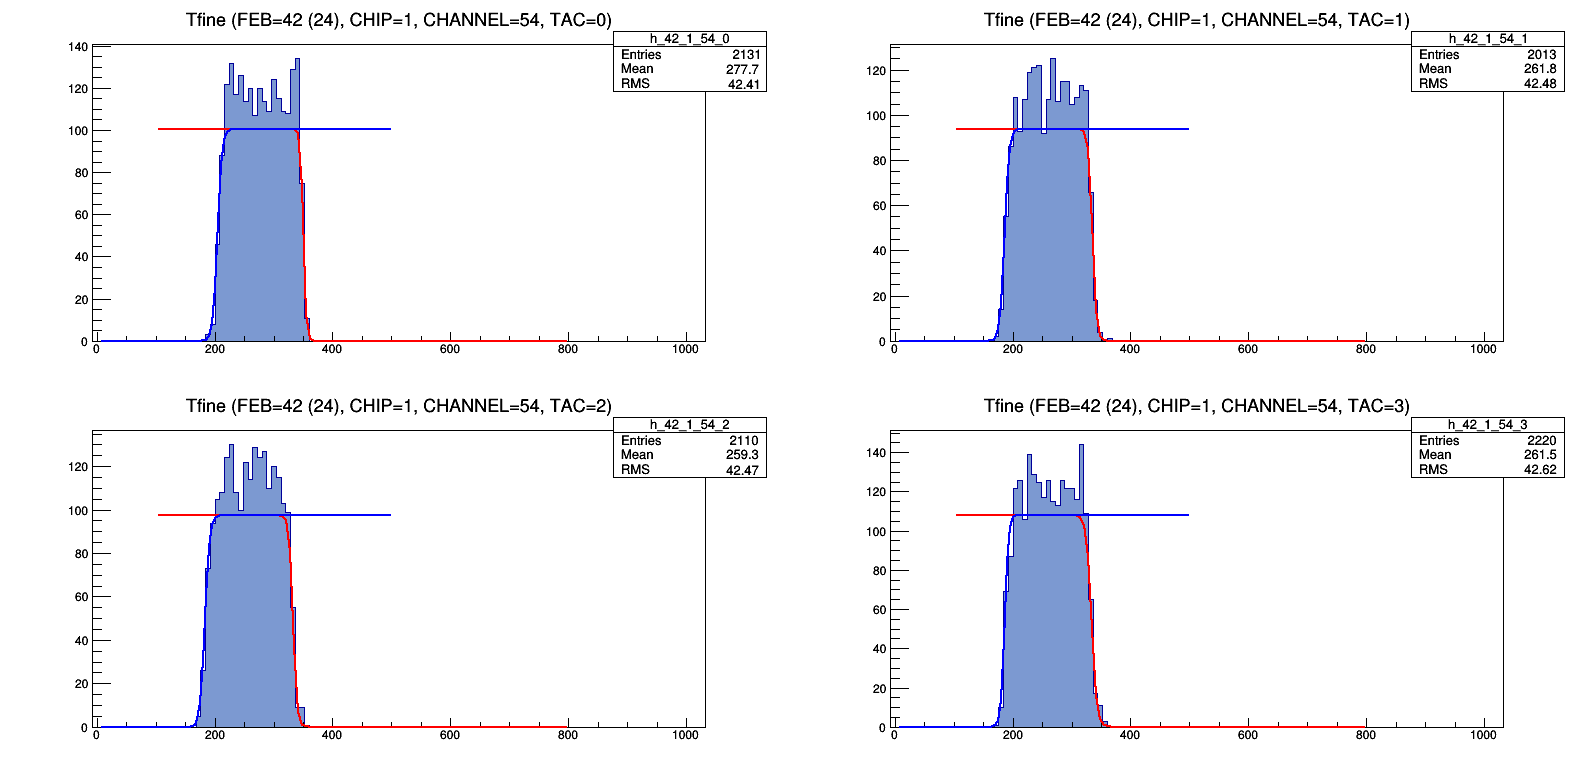 Tfine (FEB=42 (24), CHIP=1, CHANNEL=54, TAC=0)
h_42_1_54_0
Entries 2131
Mean 277.7
RMS 42.41
140
120
100
80
60
40
20
0
0 200 400 600 800 1000
Tfine (FEB=42 (24), CHIP=1, CHANNEL=54, TAC=1)
h_42_1_54_1
Entries 2013
Mean 261.8
RMS 42.48
120
100
80
60
40
20
0
0 200 400 600 800 1000
Tfine (FEB=42 (24), CHIP=1, CHANNEL=54, TAC=2)
h_42_1_54_2
Entries 2110
Mean 259.3
RMS 42.47
120
100
80
60
40
20
0
0 200 400 600 800 1000
Tfine (FEB=42 (24), CHIP=1, CHANNEL=54, TAC=3)
h_42_1_54_3
Entries 2220
Mean 261.5
RMS 42.62
140
120
100
80
60
40
20
0
0 200 400 600 800 1000